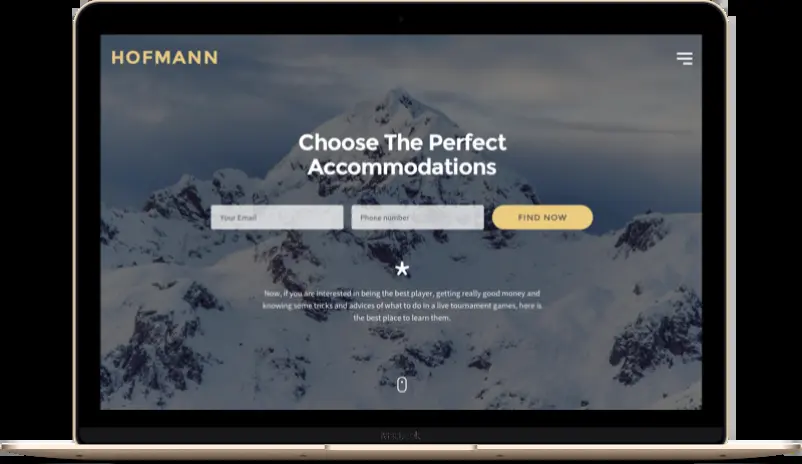 HOFMANN
Choose The Perfect
Accommodations
Your Email
Phone number
FIND NOW
Now, if you are interested in being the best player, getting really good money and
knowing some tricks and advices of what to do in a live tournament games, here is
the best place to learn them.